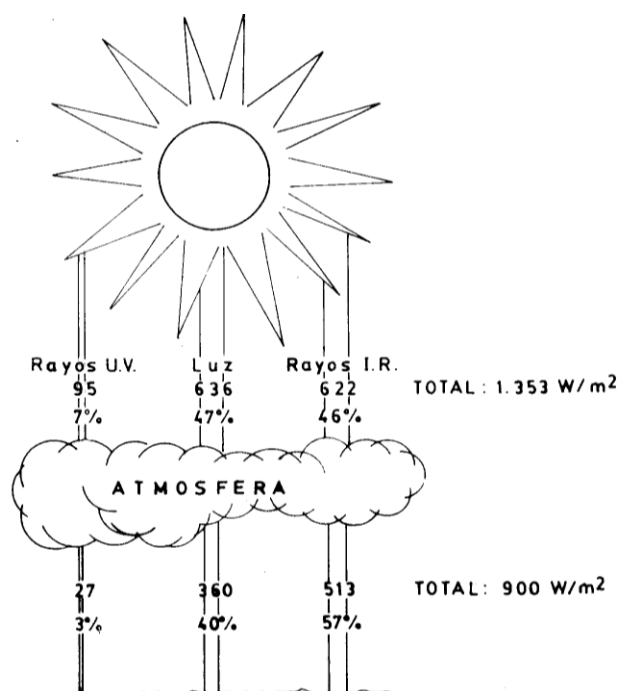 Rayos U.V. Luz Rayos I.R.
95 636 622 TOTAL: 1.353 W/m²
7% 47% 46%
ATMOSFERA
27 360 513 TOTAL: 900 W/m²
3% 40% 57%